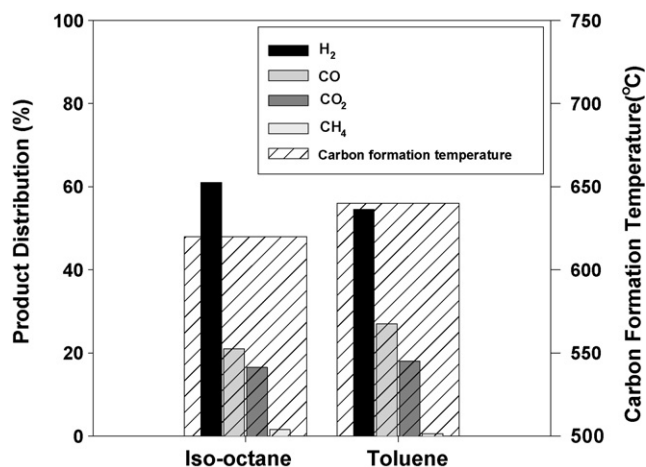 100
80
60
40
20
0
Product Distribution (%)
H₂
CO
CO₂
CH₄
Carbon formation temperature
750
700
650
600
550
500
Carbon Formation Temperature(°C)
Iso-octane
Toluene